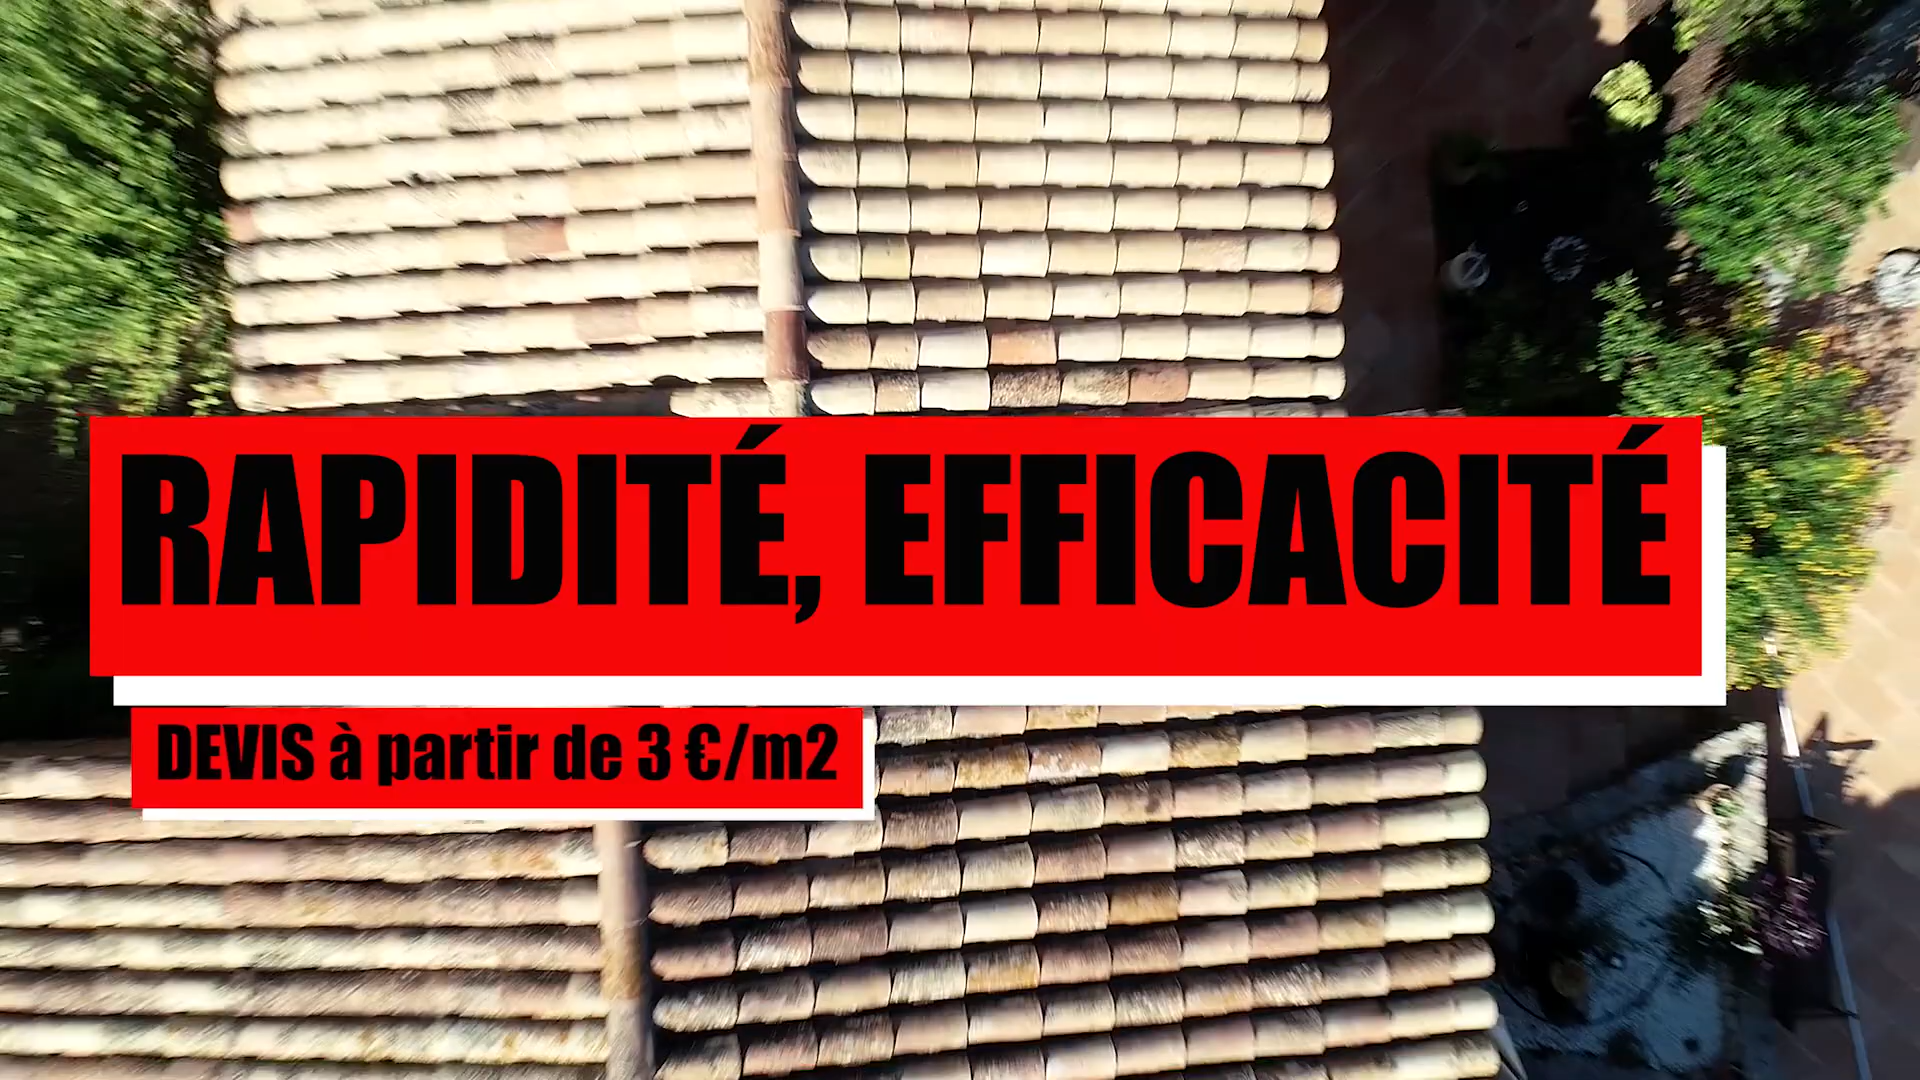 RAPIDITÉ, EFFICACITÉ
DEVIS à partir de 3 €/m2